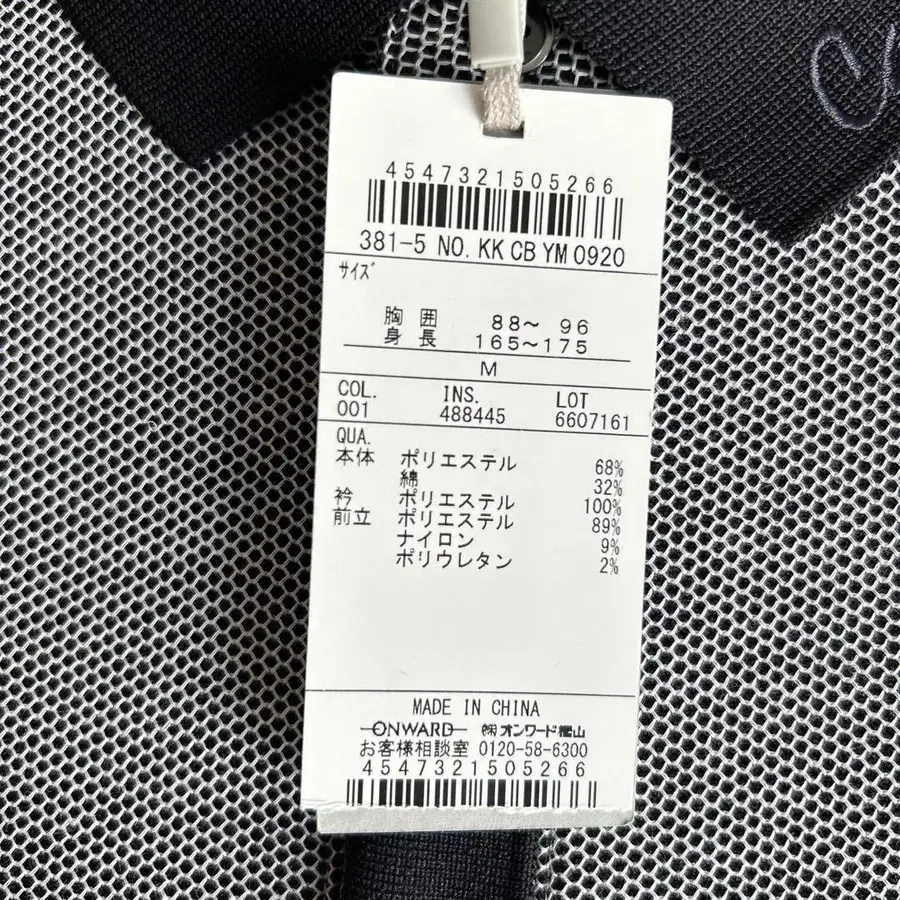 4547321505266
381-5 NO. KK CB YM 0920
ｻｲｽﾞ
胸囲 88～ 96
身長 165～175
M
COL. INS. LOT
001 488445 6607161
QUA.
本体 ポリエステル 68%
綿 32%
衿 ポリエステル 100%
前立 ポリエステル 89%
ナイロン 9%
ポリウレタン 2%
MADE IN CHINA
ONWARD ㈱オンワード樫山
お客様相談室 0120-58-6300
4547321505266